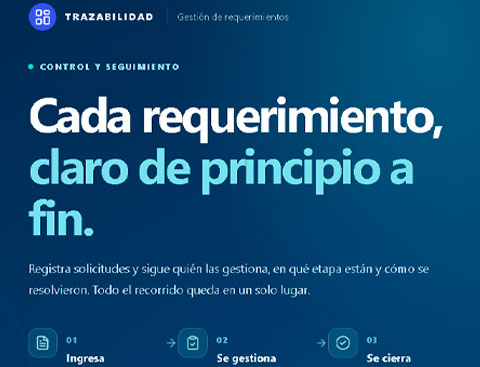 TRAZABILIDAD Gestión de requerimientos
CONTROL Y SEGUIMIENTO
Cada requerimiento,
claro de principio a
fin.
Registra solicitudes y sigue quién las gestiona, en qué etapa están y cómo se
resolvieron. Todo el recorrido queda en un solo lugar.
01 02 03
Ingresa Se gestiona Se cierra